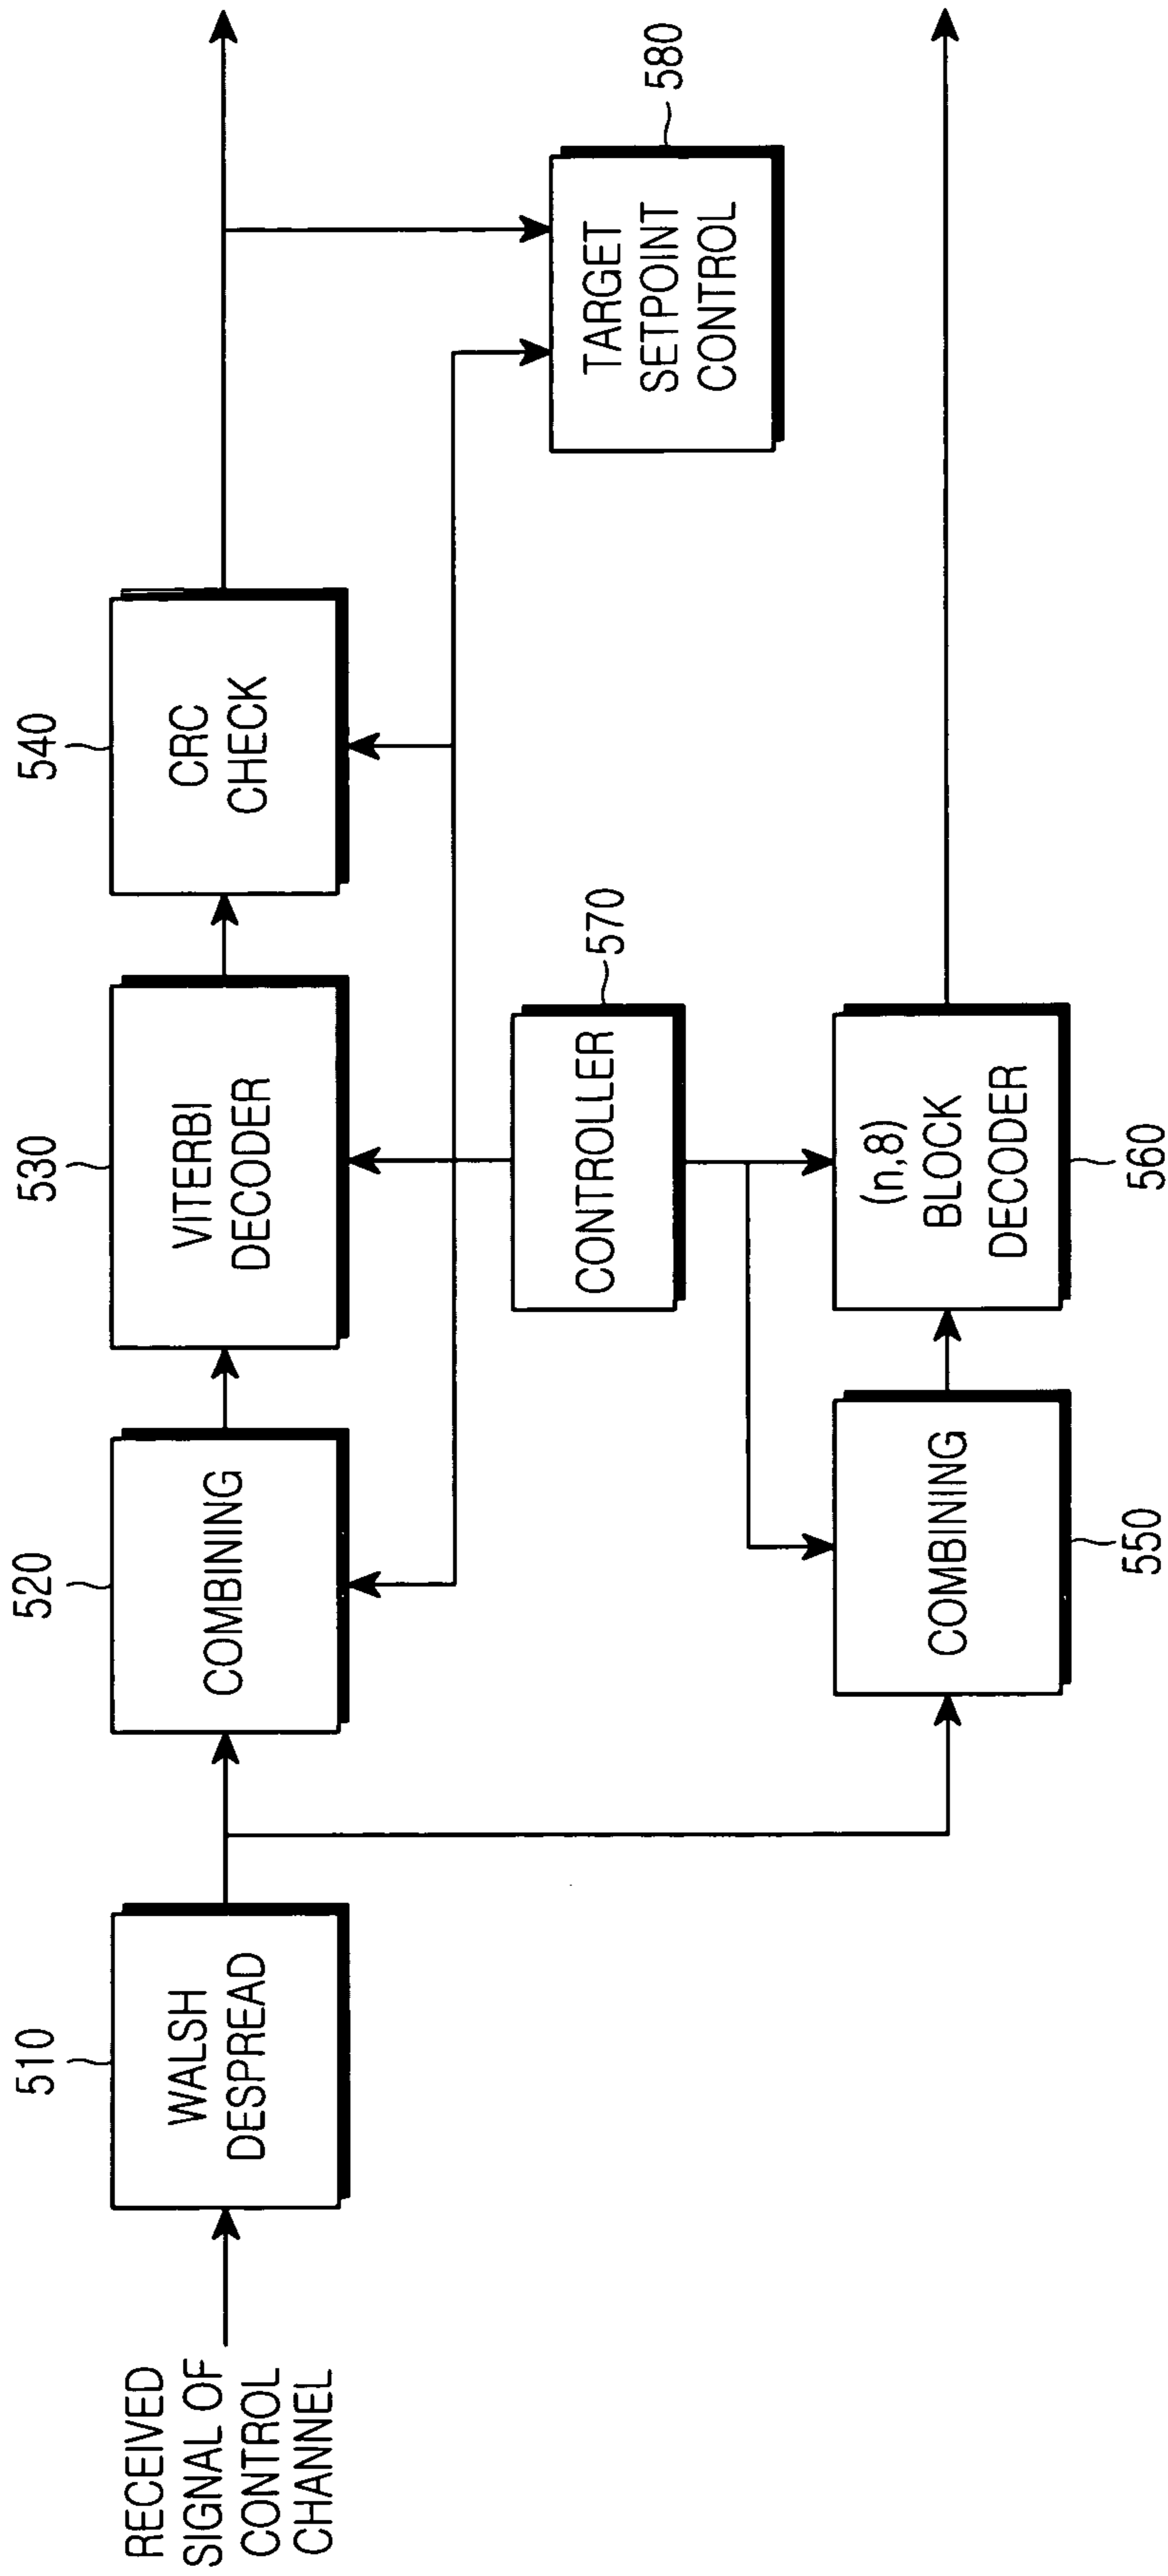 RECEIVED
SIGNAL OF
CONTROL
CHANNEL
510
WALSH
DESPREAD
520
COMBINING
530
VITERBI
DECODER
540
CRC
CHECK
570
CONTROLLER
580
TARGET
SETPOINT
CONTROL
550
COMBINING
560
(n,8)
BLOCK
DECODER